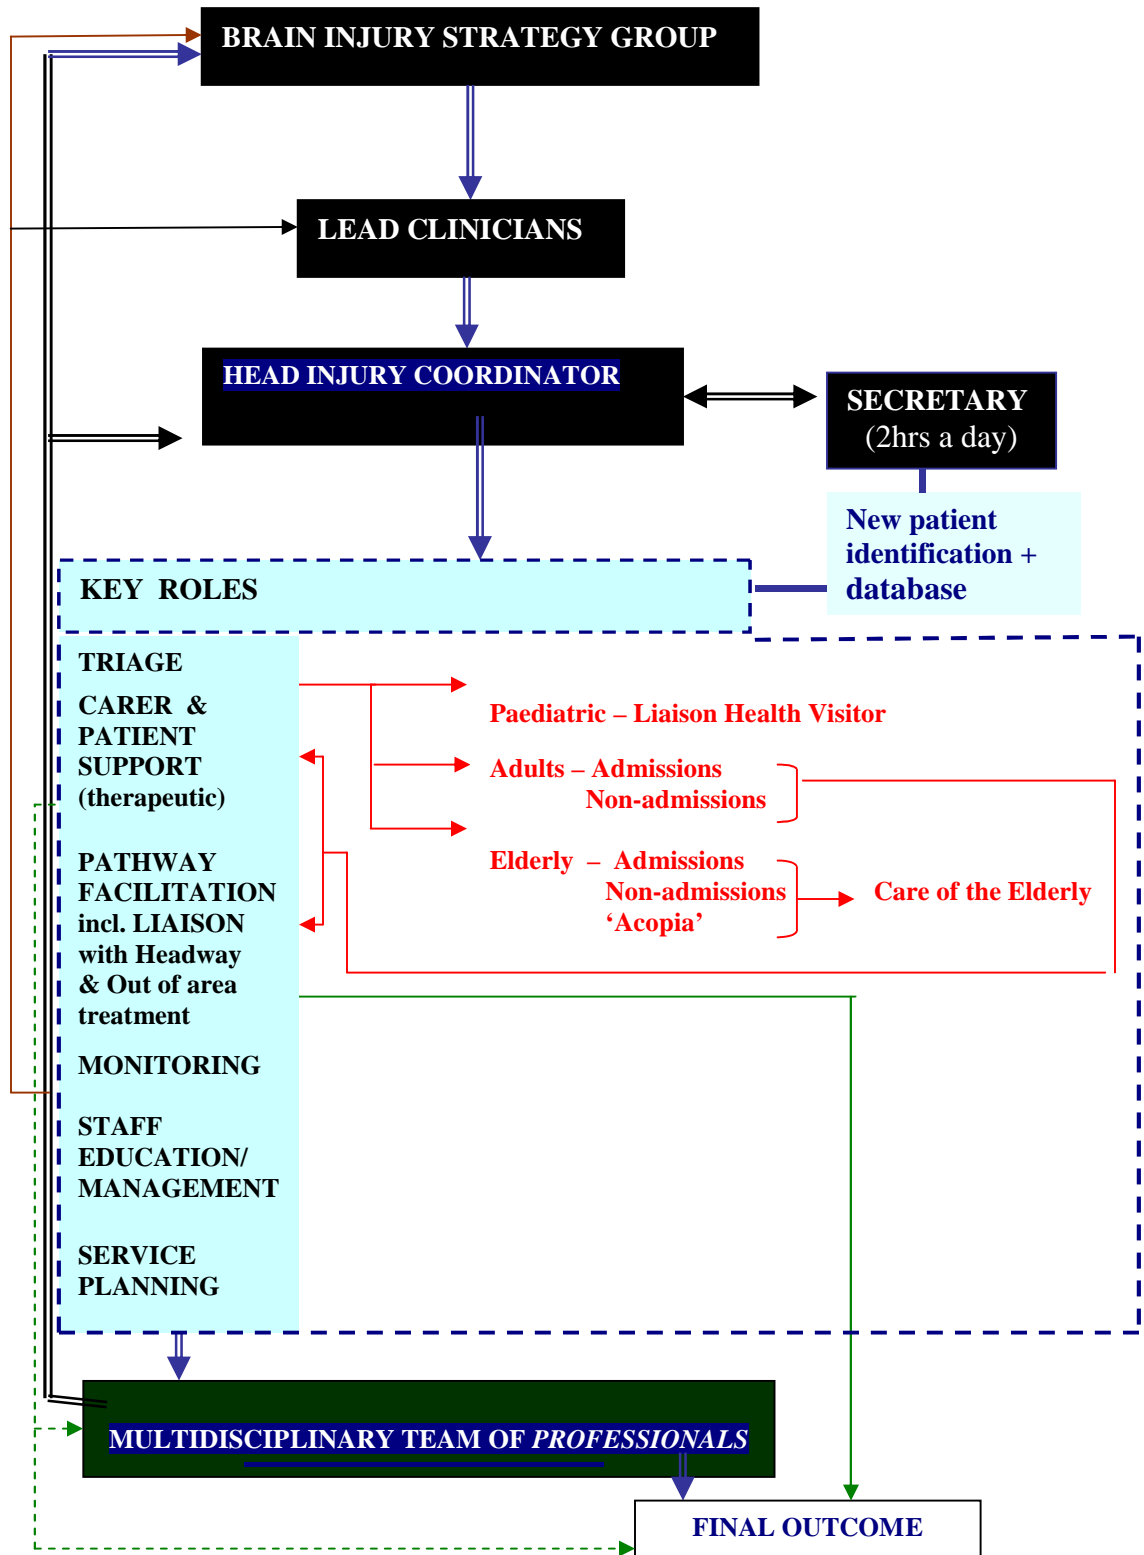 BRAIN INJURY STRATEGY GROUP
LEAD CLINICIANS
HEAD INJURY COORDINATOR
SECRETARY
(2hrs a day)
New patient
identification +
database
KEY ROLES
TRIAGE
CARER &
PATIENT
SUPPORT
(therapeutic)
PATHWAY
FACILITATION
incl. LIAISON
with Headway
& Out of area
treatment
MONITORING
STAFF
EDUCATION/
MANAGEMENT
SERVICE
PLANNING
Paediatric – Liaison Health Visitor
Adults – Admissions
Non-admissions
Elderly – Admissions
Non-admissions
‘Acopia’
Care of the Elderly
MULTIDISCIPLINARY TEAM OF PROFESSIONALS
FINAL OUTCOME